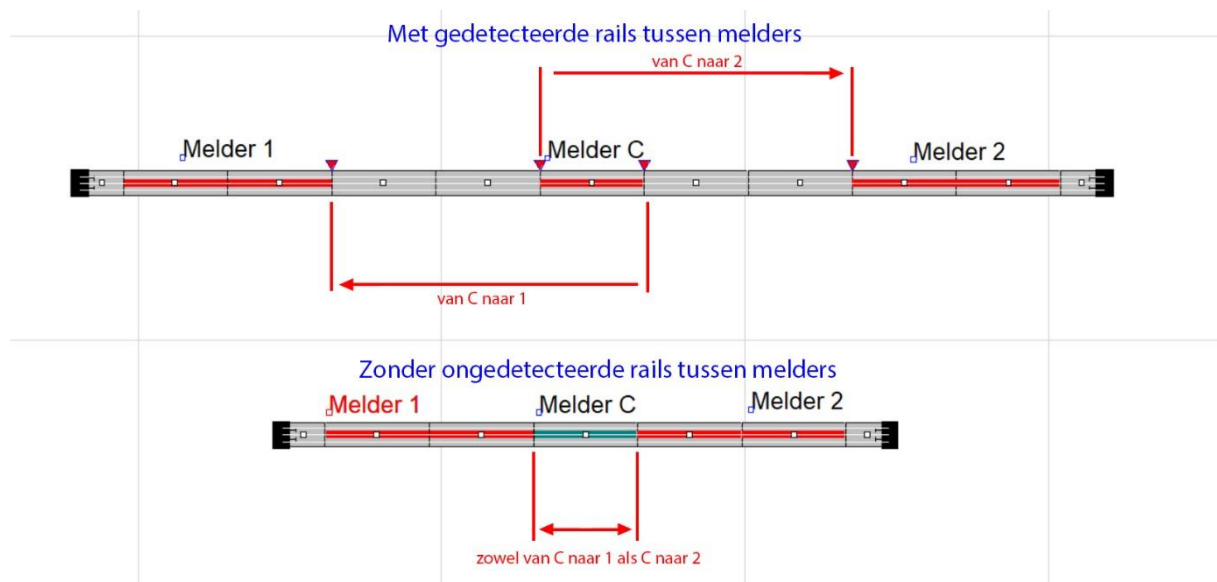 Met gedetecteerde rails tussen melders
van C naar 2
Melder 1
Melder C
Melder 2
van C naar 1
Zonder ongedetecteerde rails tussen melders
Melder 1
Melder C
Melder 2
zowel van C naar 1 als C naar 2